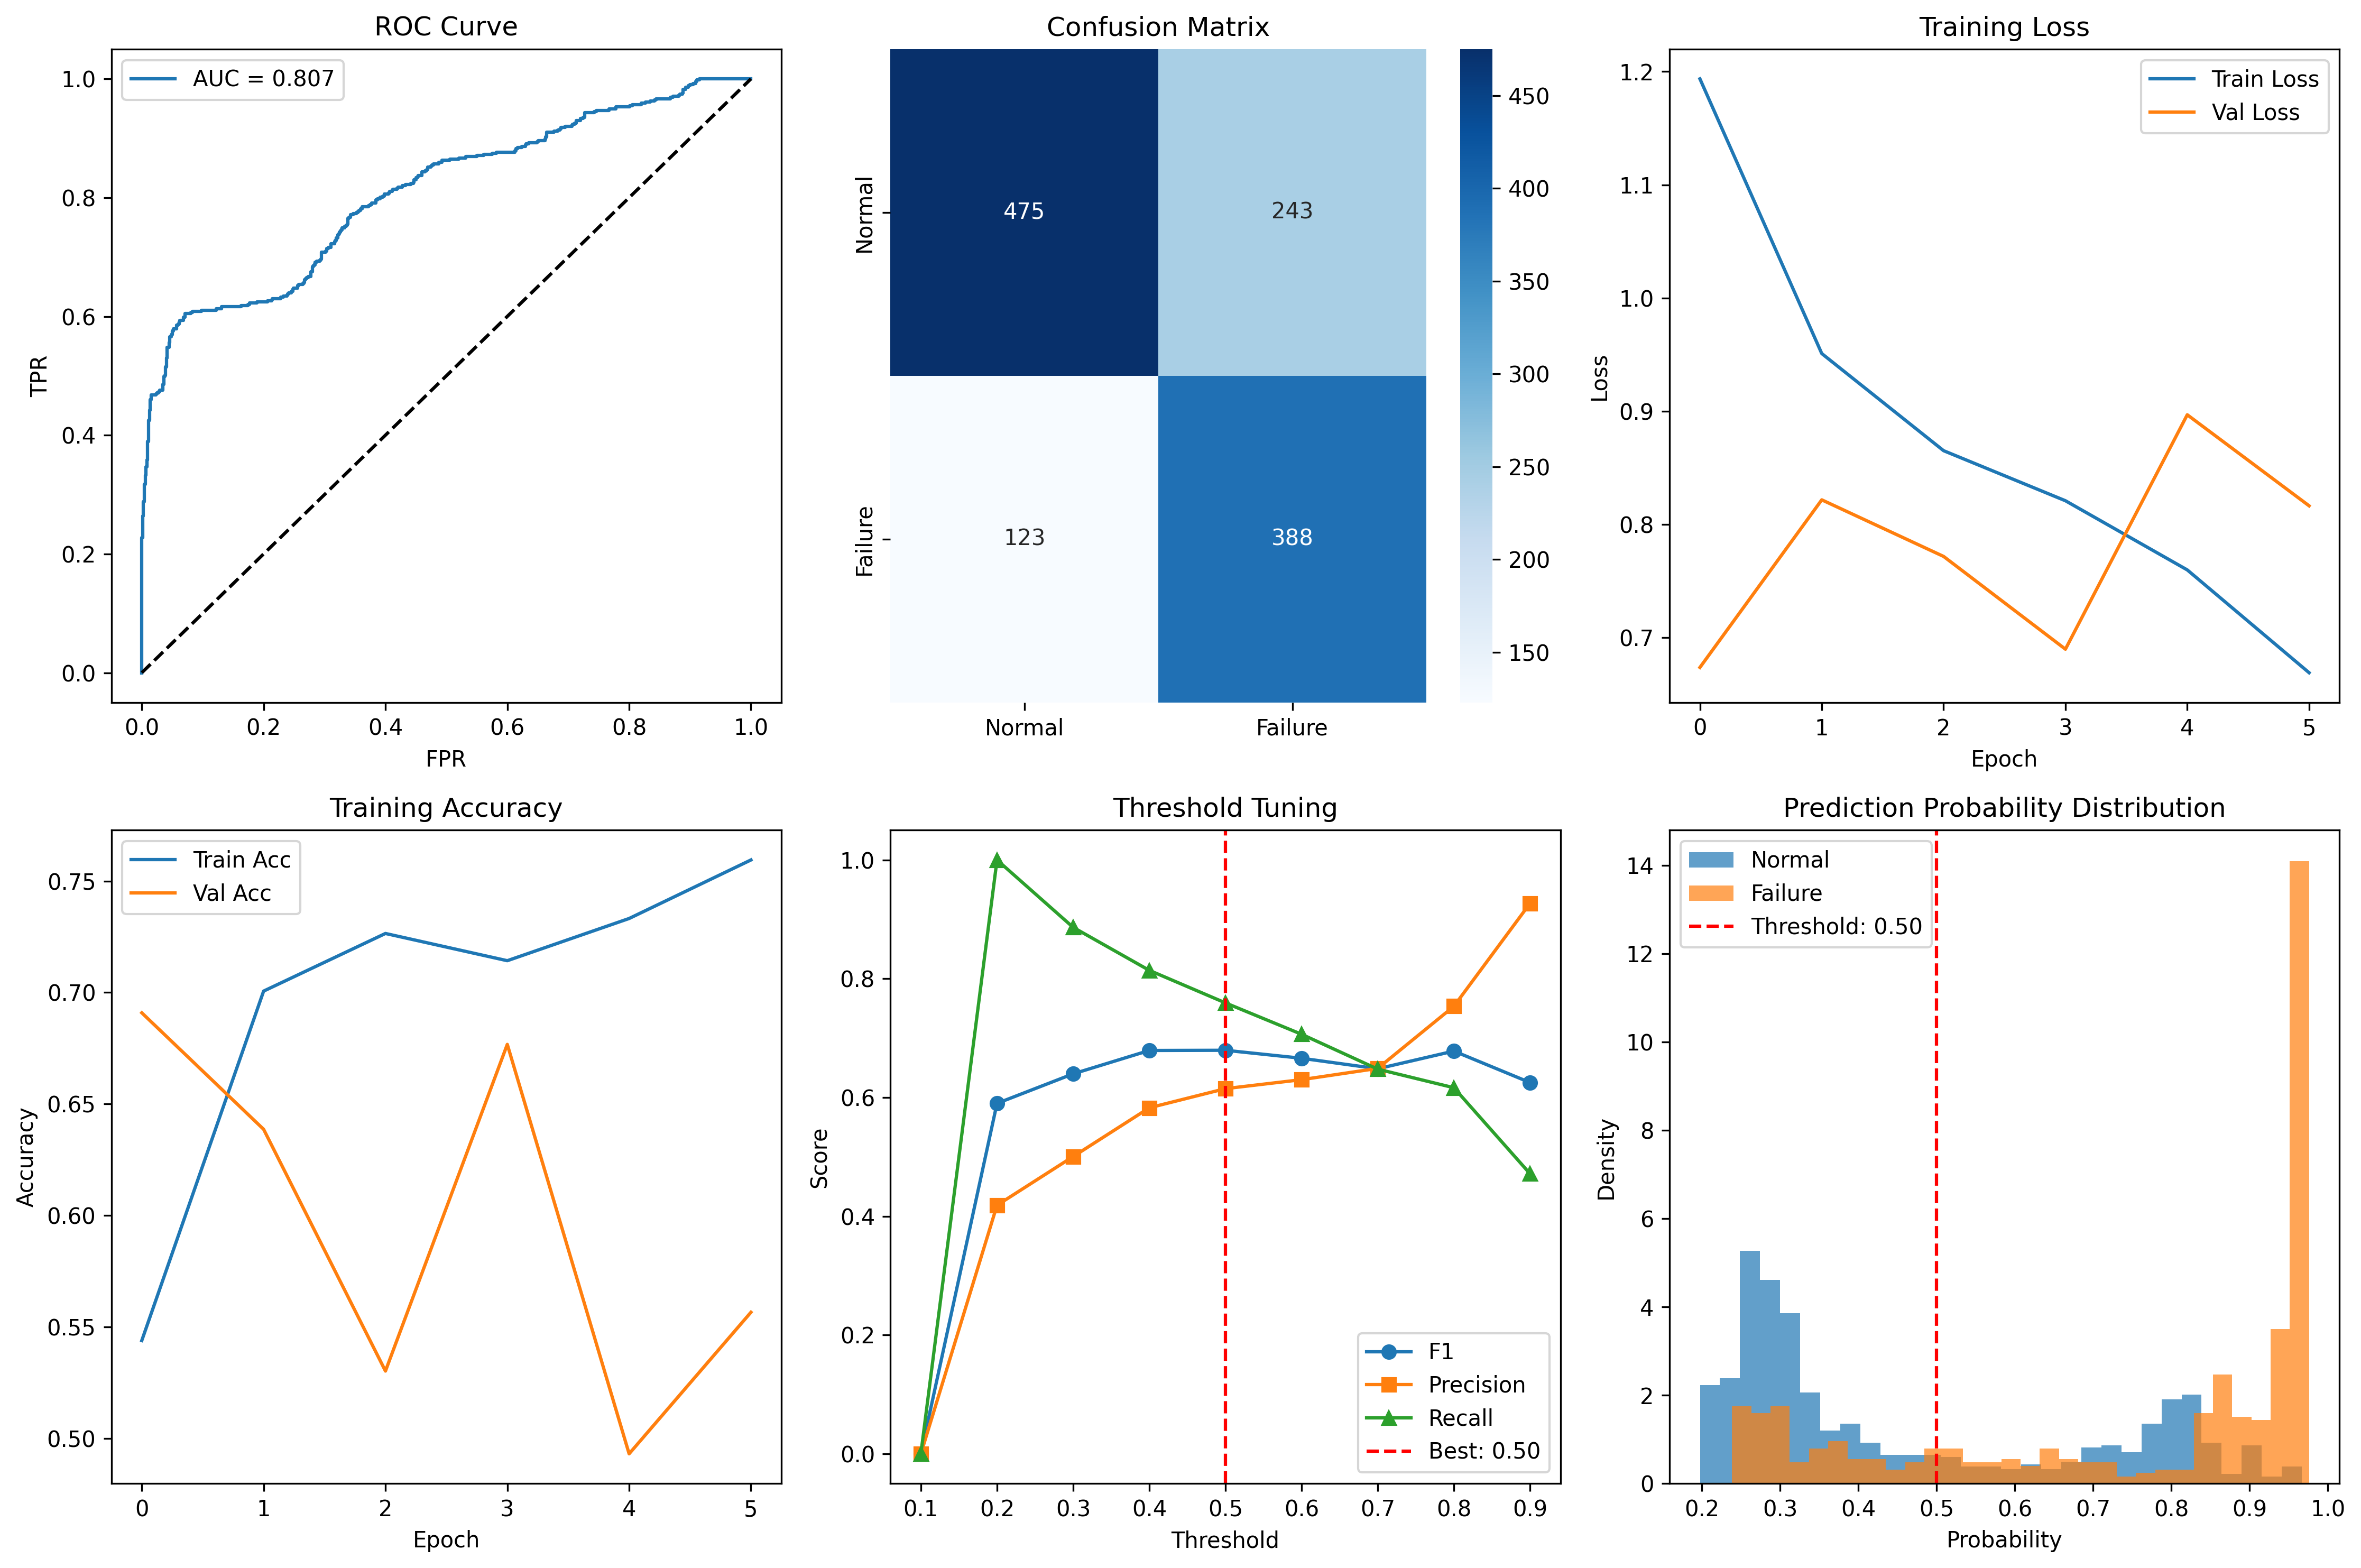 ROC Curve
AUC = 0.807
1.0
0.8
0.6
0.4
0.2
0.0
TPR
0.0 0.2 0.4 0.6 0.8 1.0
FPR
Confusion Matrix
Normal
Failure
475 243
123 388
Normal Failure
450
400
350
300
250
200
150
Training Loss
Train Loss
Val Loss
1.2
1.1
1.0
0.9
0.8
0.7
Loss
0 1 2 3 4 5
Epoch
Training Accuracy
Train Acc
Val Acc
0.75
0.70
0.65
0.60
0.55
0.50
Accuracy
0 1 2 3 4 5
Epoch
Threshold Tuning
1.0
0.8
0.6
0.4
0.2
0.0
Score
F1
Precision
Recall
Best: 0.50
0.1 0.2 0.3 0.4 0.5 0.6 0.7 0.8 0.9
Threshold
Prediction Probability Distribution
Normal
Failure
Threshold: 0.50
14
12
10
8
6
4
2
0
Density
0.2 0.3 0.4 0.5 0.6 0.7 0.8 0.9 1.0
Probability